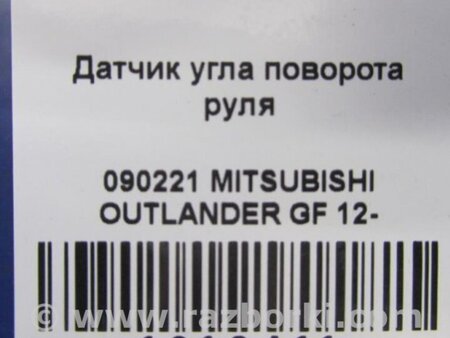 Датчик угла поворота
руля
090221 MITSUBISHI
OUTLANDER GF 12-
© www.razborki.com